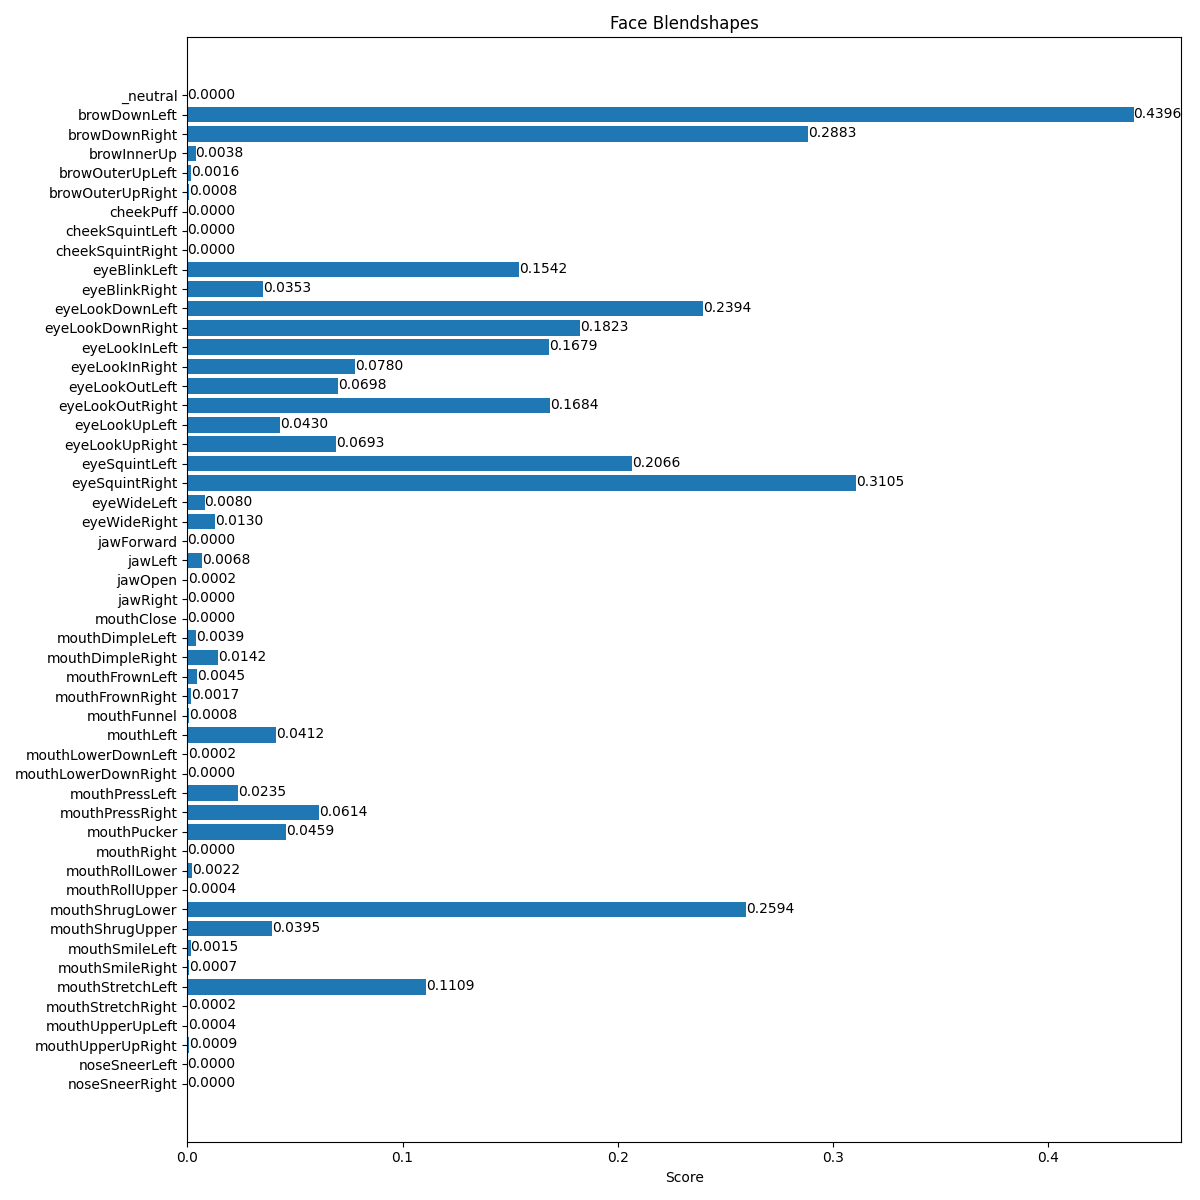 Face Blendshapes
_neutral 0.0000
browDownLeft 0.4396
browDownRight 0.2883
browInnerUp 0.0038
browOuterUpLeft 0.0016
browOuterUpRight 0.0008
cheekPuff 0.0000
cheekSquintLeft 0.0000
cheekSquintRight 0.0000
eyeBlinkLeft 0.1542
eyeBlinkRight 0.0353
eyeLookDownLeft 0.2394
eyeLookDownRight 0.1823
eyeLookInLeft 0.1679
eyeLookInRight 0.0780
eyeLookOutLeft 0.0698
eyeLookOutRight 0.1684
eyeLookUpLeft 0.0430
eyeLookUpRight 0.0693
eyeSquintLeft 0.2066
eyeSquintRight 0.3105
eyeWideLeft 0.0080
eyeWideRight 0.0130
jawForward 0.0000
jawLeft 0.0068
jawOpen 0.0002
jawRight 0.0000
mouthClose 0.0000
mouthDimpleLeft 0.0039
mouthDimpleRight 0.0142
mouthFrownLeft 0.0045
mouthFrownRight 0.0017
mouthFunnel 0.0008
mouthLeft 0.0412
mouthLowerDownLeft 0.0002
mouthLowerDownRight 0.0000
mouthPressLeft 0.0235
mouthPressRight 0.0614
mouthPucker 0.0459
mouthRight 0.0000
mouthRollLower 0.0022
mouthRollUpper 0.0004
mouthShrugLower 0.2594
mouthShrugUpper 0.0395
mouthSmileLeft 0.0015
mouthSmileRight 0.0007
mouthStretchLeft 0.1109
mouthStretchRight 0.0002
mouthUpperUpLeft 0.0004
mouthUpperUpRight 0.0009
noseSneerLeft 0.0000
noseSneerRight 0.0000
0.0 0.1 0.2 0.3 0.4
Score